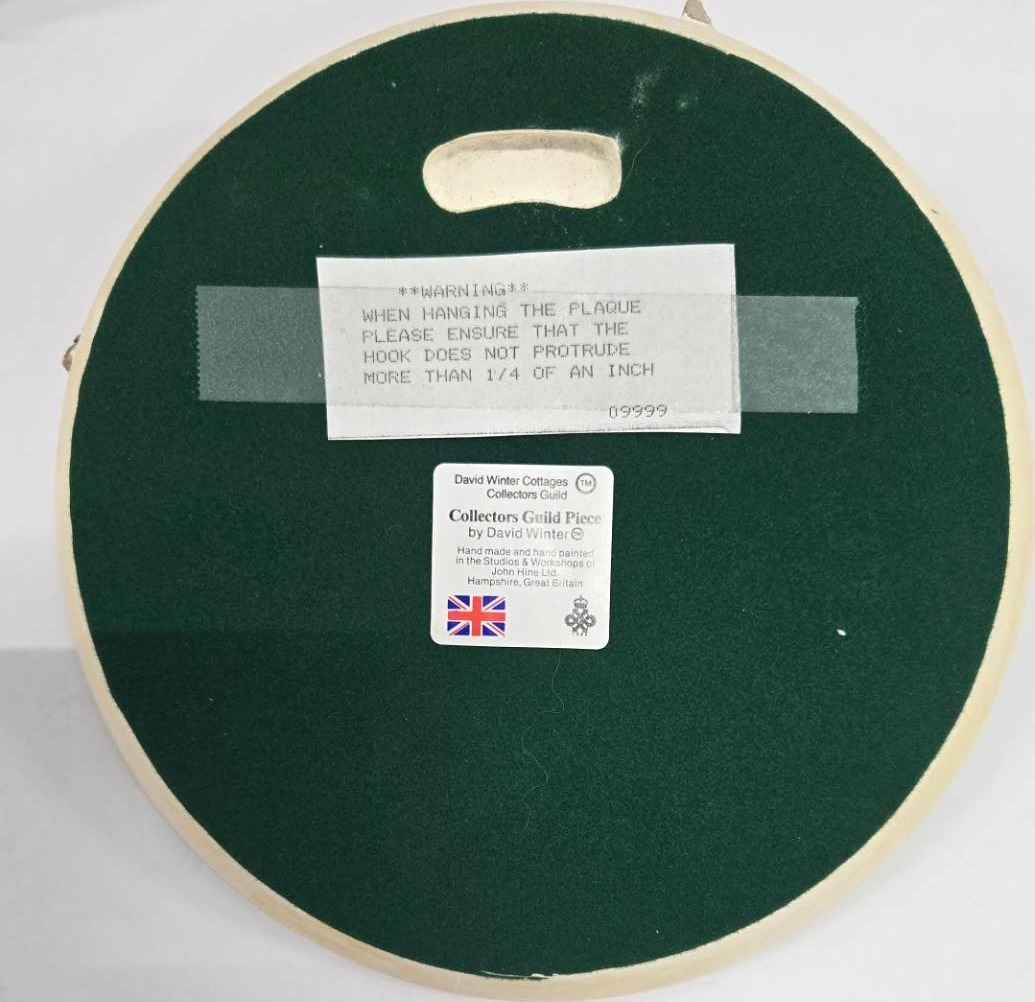 **WARNING**
WHEN HANGING THE PLAQUE
PLEASE ENSURE THAT THE
HOOK DOES NOT PROTRUDE
MORE THAN 1/4 OF AN INCH
09999
David Winter Cottages TM
Collectors Guild
Collectors Guild Piece
by David Winter
Hand made and hand painted
in the Studios & Workshops of
John Hine Ltd.
Hampshire, Great Britain